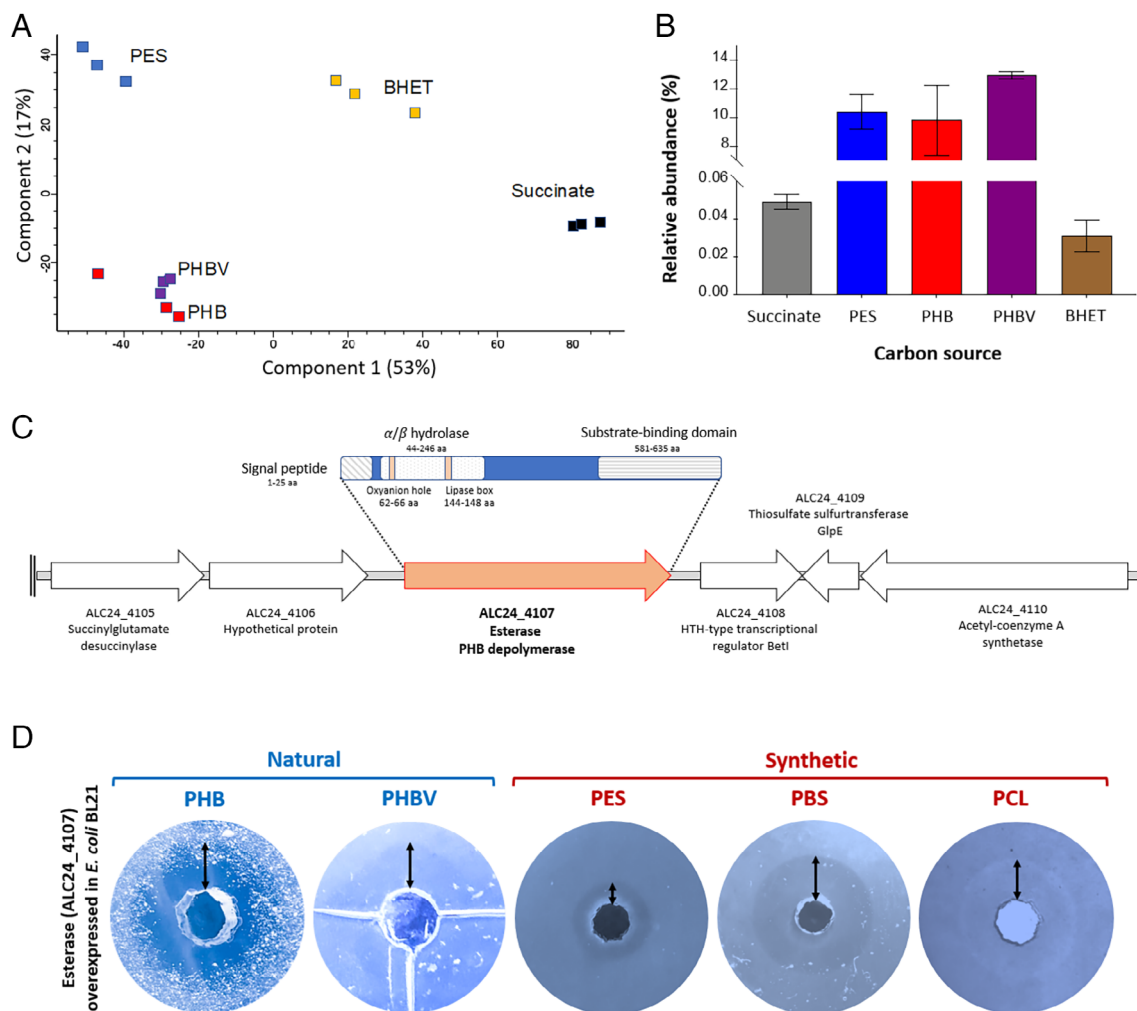 A
40
20
0
-20
-40
0
40
80
PES
BHET
Succinate
PHBV
PHB
Component 2 (17%)
Component 1 (53%)
B
14
12
10
8
0.06
0.04
0.02
0.00
Relative abundance (%)
Succinate
PES
PHB
PHBV
BHET
Carbon source
C
α/β hydrolase
44-246 aa
Substrate-binding domain
581-635 aa
Signal peptide
1-25 aa
Oxyanion hole
62-66 aa
Lipase box
144-148 aa
ALC24_4109
Thiosulfate sulfurtransferase
GlpE
ALC24_4105
Succinylglutamate
desuccinylase
ALC24_4106
Hypothetical protein
ALC24_4107
Esterase
PHB depolymerase
ALC24_4108
HTH-type transcriptional
regulator BetI
ALC24_4110
Acetyl-coenzyme A
synthetase
D
Natural
Synthetic
PHB
PHBV
PES
PBS
PCL
Esterase (ALC24_4107)
overexpressed in E. coli BL21